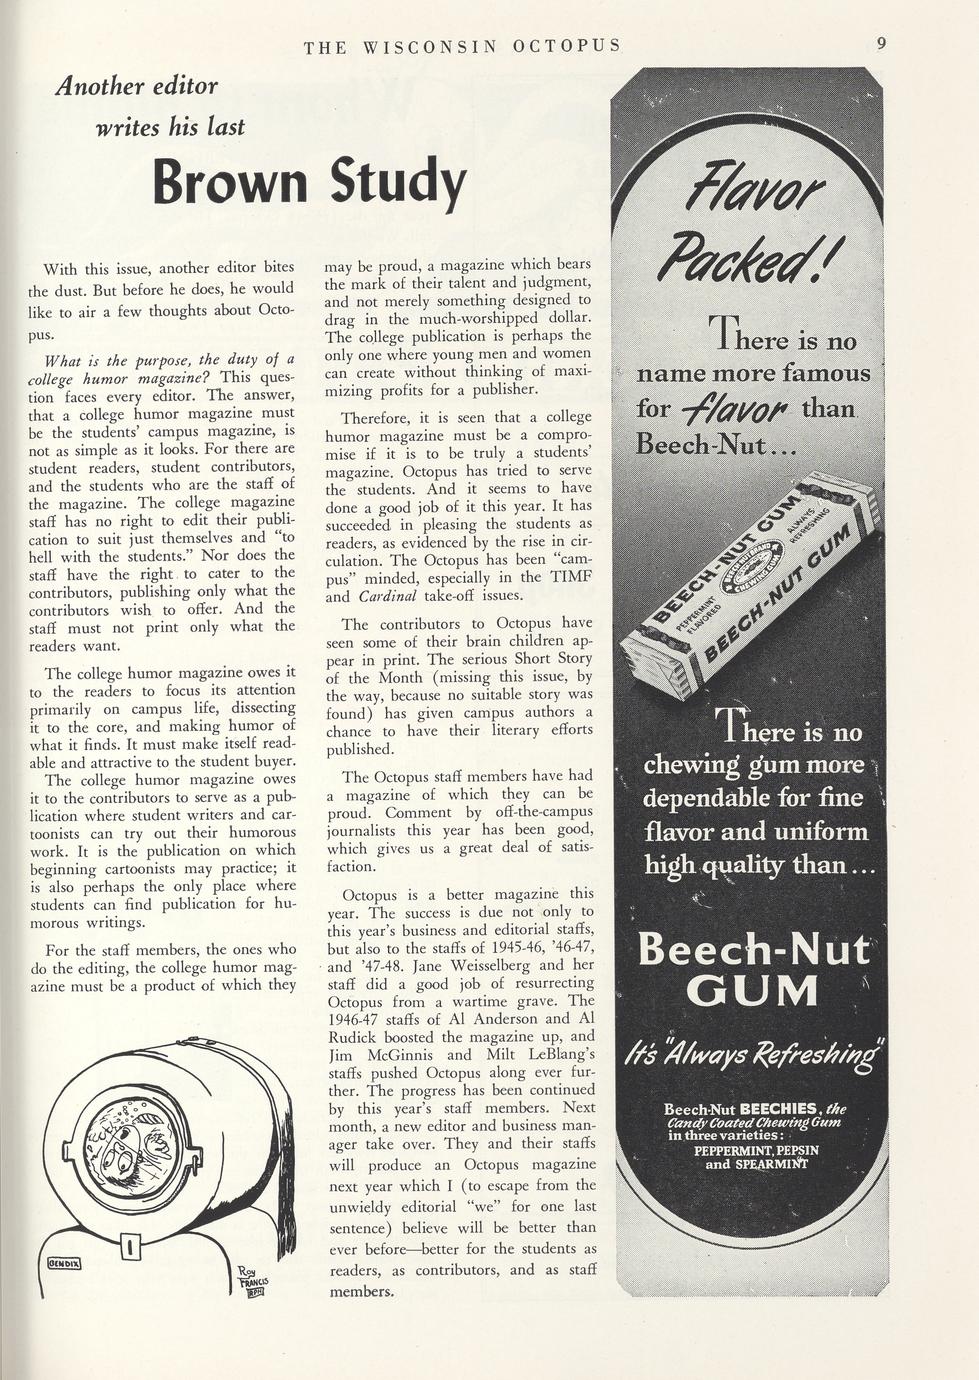 THE WISCONSIN OCTOPUS
9
Another editor
writes his last
Brown Study
With this issue, another editor bites
the dust. But before he does, he would
like to air a few thoughts about Octo-
pus.
What is the purpose, the duty of a
college humor magazine? This ques-
tion faces every editor. The answer,
that a college humor magazine must
be the students' campus magazine, is
not as simple as it looks. For there are
student readers, student contributors,
and the students who are the staff of
the magazine. The college magazine
staff has no right to edit their publi-
cation to suit just themselves and "to
hell with the students." Nor does the
staff have the right to cater to the
contributors, publishing only what the
contributors wish to offer. And the
staff must not print only what the
readers want.
The college humor magazine owes it
to the readers to focus its attention
primarily on campus life, dissecting
it to the core, and making humor of
what it finds. It must make itself read-
able and attractive to the student buyer.
The college humor magazine owes
it to the contributors to serve as a pub-
lication where student writers and car-
toonists can try out their humorous
work. It is the publication on which
beginning cartoonists may practice; it
is also perhaps the only place where
students can find publication for hu-
morous writings.
For the staff members, the ones who
do the editing, the college humor mag-
azine must be a product of which they
BENDIX
Roy
FRANCIS
may be proud, a magazine which bears
the mark of their talent and judgment,
and not merely something designed to
drag in the much-worshipped dollar.
The college publication is perhaps the
only one where young men and women
can create without thinking of maxi-
mizing profits for a publisher.
Therefore, it is seen that a college
humor magazine must be a compro-
mise if it is to be truly a students'
magazine. Octopus has tried to serve
the students. And it seems to have
done a good job of it this year. It has
succeeded in pleasing the students as
readers, as evidenced by the rise in cir-
culation. The Octopus has been "cam-
pus" minded, especially in the TIMF
and Cardinal take-off issues.
The contributors to Octopus have
seen some of their brain children ap-
pear in print. The serious Short Story
of the Month (missing this issue, by
the way, because no suitable story was
found) has given campus authors a
chance to have their literary efforts
published.
The Octopus staff members have had
a magazine of which they can be
proud. Comment by off-the-campus
journalists this year has been good,
which gives us a great deal of satis-
faction.
Octopus is a better magazine this
year. The success is due not only to
this year's business and editorial staffs,
but also to the staffs of 1945-46, '46-47,
and '47-48. Jane Weisselberg and her
staff did a good job of resurrecting
Octopus from a wartime grave. The
1946-47 staffs of Al Anderson and Al
Rudick boosted the magazine up, and
Jim McGinnis and Milt LeBlang's
staffs pushed Octopus along ever fur-
ther. The progress has been continued
by this year's staff members. Next
month, a new editor and business man-
ager take over. They and their staffs
will produce an Octopus magazine
next year which I (to escape from the
unwieldy editorial "we" for one last
sentence) believe will be better than
ever before—better for the students as
readers, as contributors, and as staff
members.
Flavor
Packed!
There is no
name more famous
for flavor than
Beech-Nut...
BEECH-NUT GUM
ALWAYS
REFRESHING
BEECH-NUT BRAND
CHEWING GUM
PEPPERMINT
FLAVORED
BEECH-NUT GUM
There is no
chewing gum more
dependable for fine
flavor and uniform
high quality than...
Beech-Nut
GUM
It's "Always Refreshing"
Beech-Nut BEECHIES, the
Candy Coated Chewing Gum
in three varieties:
PEPPERMINT, PEPSIN
and SPEARMINT